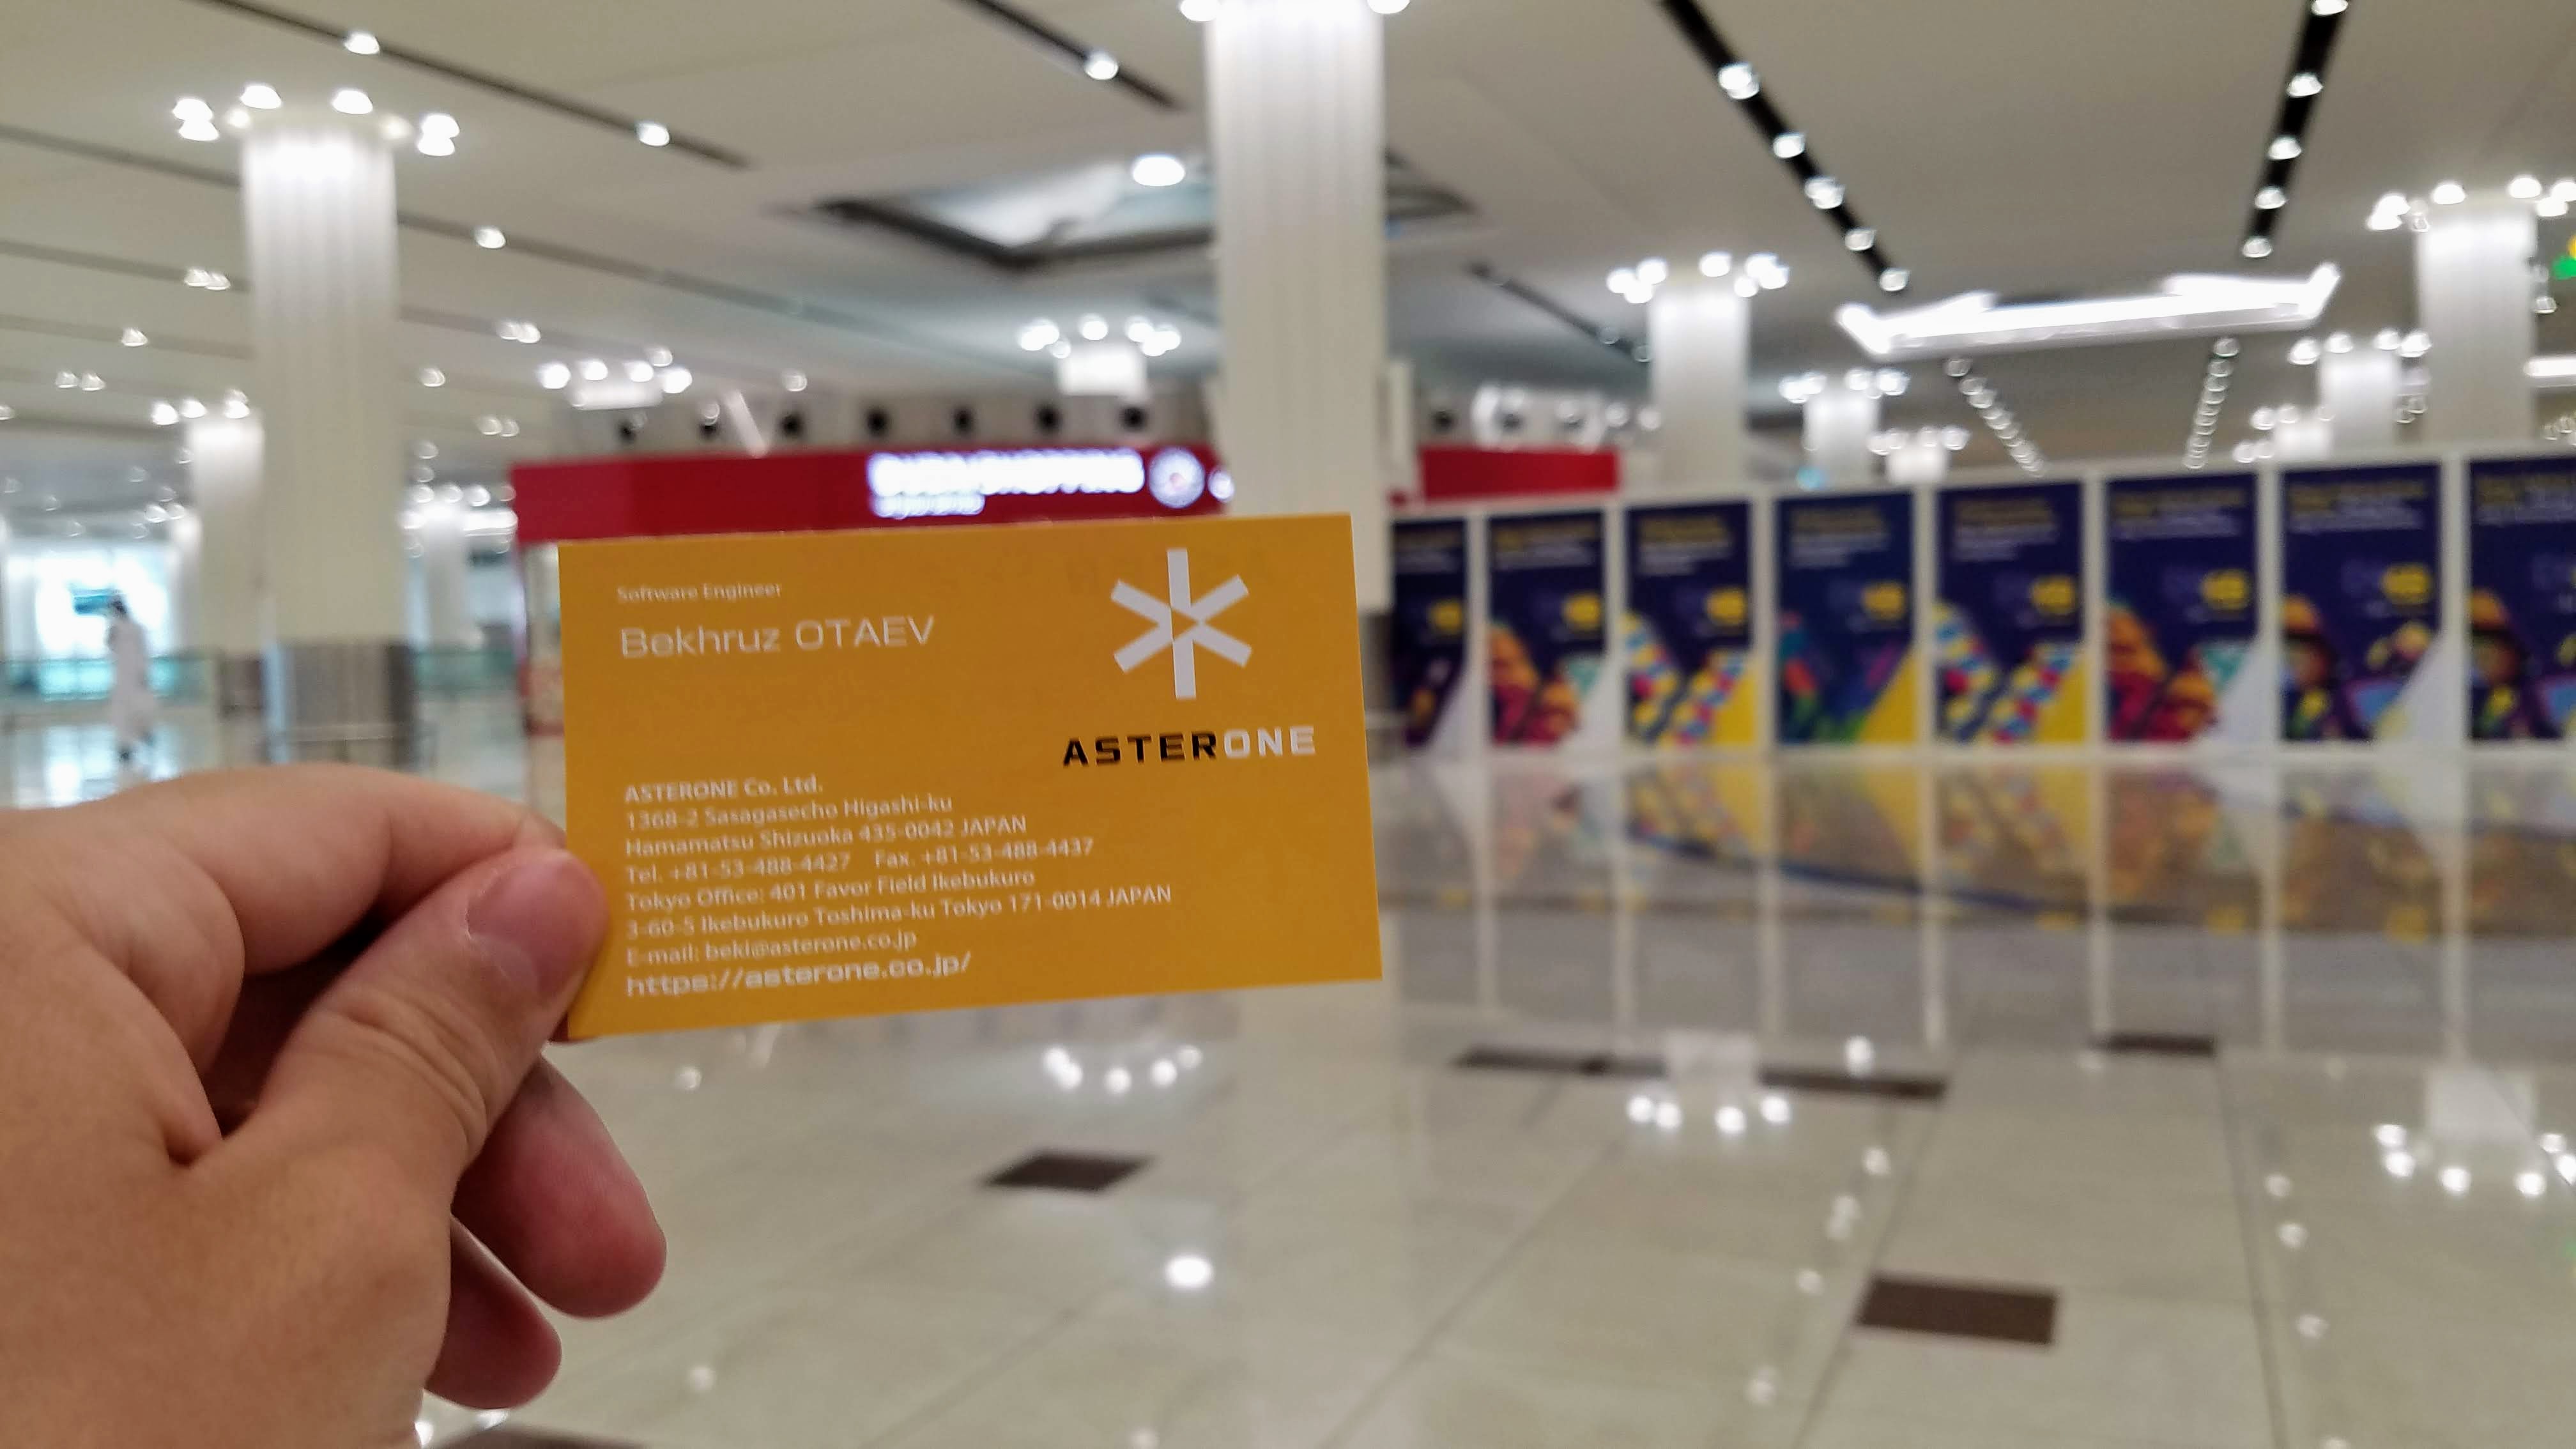 Software Engineer
Bekhruz OTAEV
ASTERONE
ASTERONE Co. Ltd.
1368-2 Sasagasecho Higashi-ku
Hamamatsu Shizuoka 435-0042 JAPAN
Tel. +81-53-488-4427 Fax. +81-53-488-4437
Tokyo Office: 401 Favor Field Ikebukuro
3-60-5 Ikebukuro Toshima-ku Tokyo 171-0014 JAPAN
E-mail: beki@asterone.co.jp
https://asterone.co.jp/